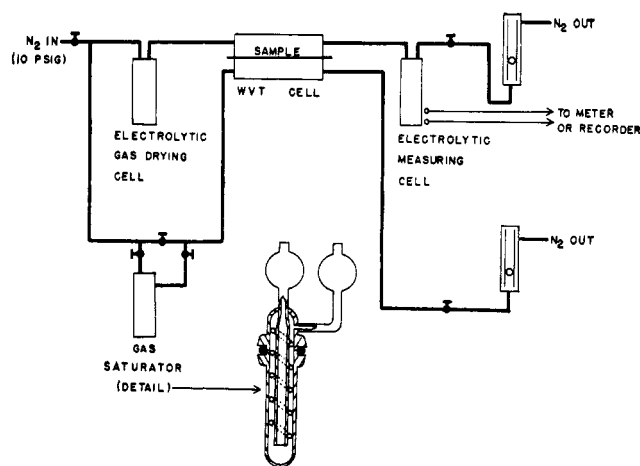 N₂ IN
(10 PSIG)
SAMPLE
WVT CELL
N₂ OUT
ELECTROLYTIC
GAS DRYING
CELL
ELECTROLYTIC
MEASURING
CELL
TO METER
OR RECORDER
N₂ OUT
GAS
SATURATOR
(DETAIL)